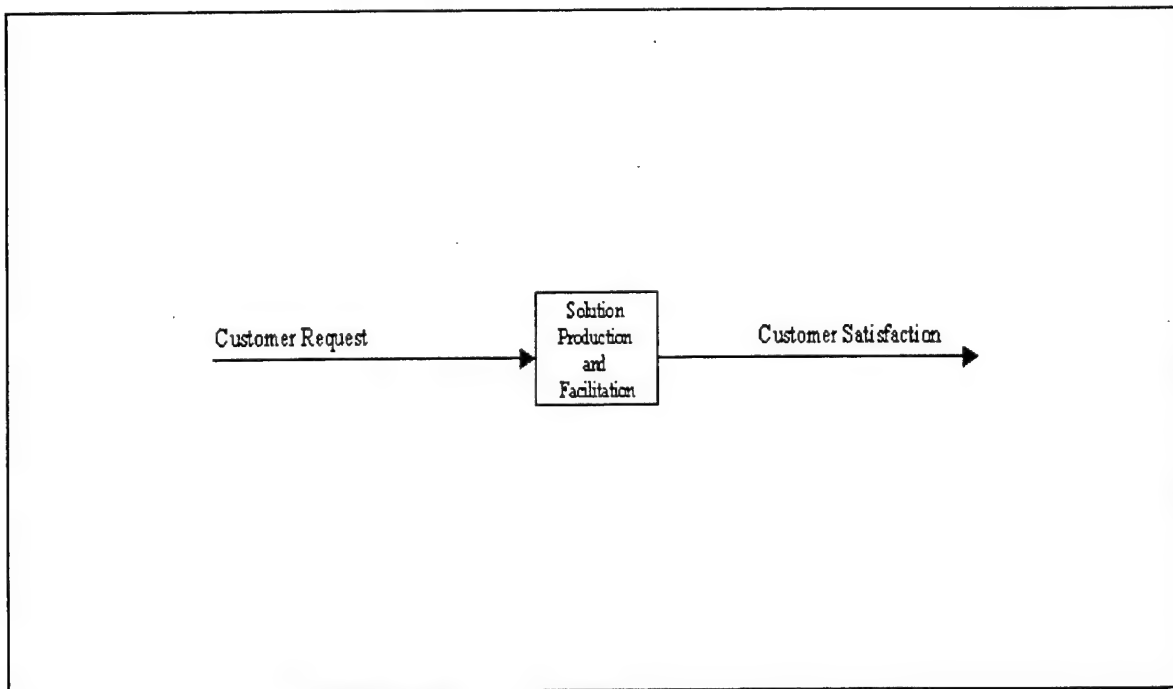 Customer Request
Solution
Production
and
Facilitation
Customer Satisfaction